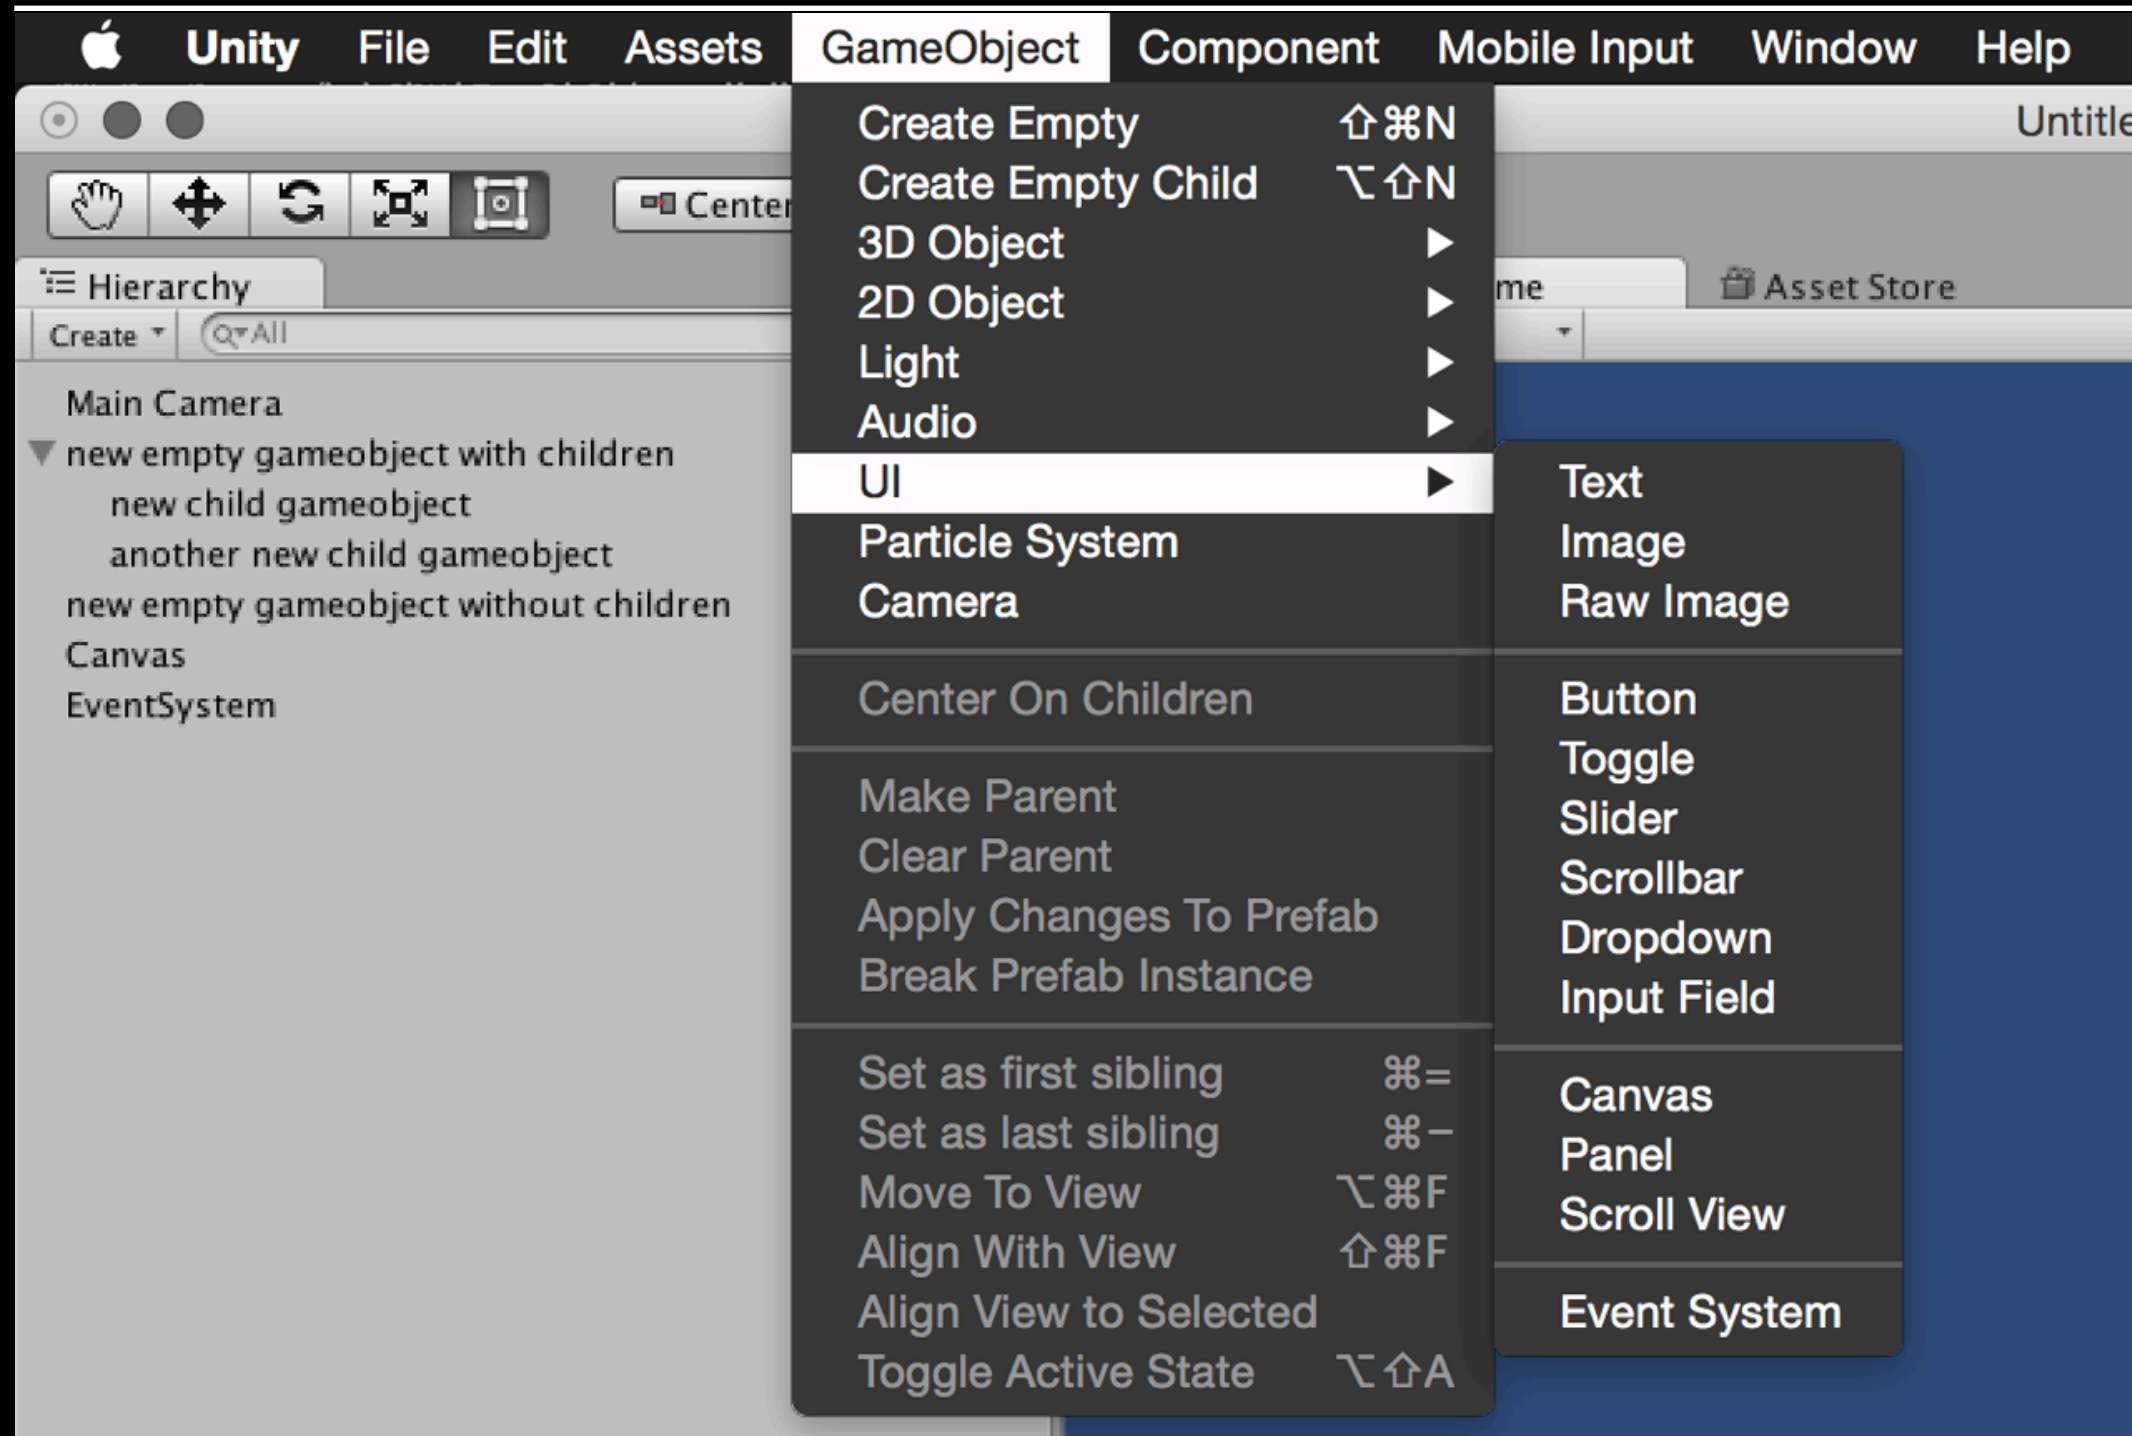 Unity File Edit Assets GameObject Component Mobile Input Window Help
Untitle
Center
Hierarchy
Create
All
me
Asset Store
Main Camera
new empty gameobject with children
new child gameobject
another new child gameobject
new empty gameobject without children
Canvas
EventSystem
Create Empty ⇧⌘N
Create Empty Child ⌥⇧N
3D Object
2D Object
Light
Audio
UI
Particle System
Camera
Center On Children
Make Parent
Clear Parent
Apply Changes To Prefab
Break Prefab Instance
Set as first sibling ⌘=
Set as last sibling ⌘−
Move To View ⌥⌘F
Align With View ⇧⌘F
Align View to Selected
Toggle Active State ⌥⇧A
Text
Image
Raw Image
Button
Toggle
Slider
Scrollbar
Dropdown
Input Field
Canvas
Panel
Scroll View
Event System